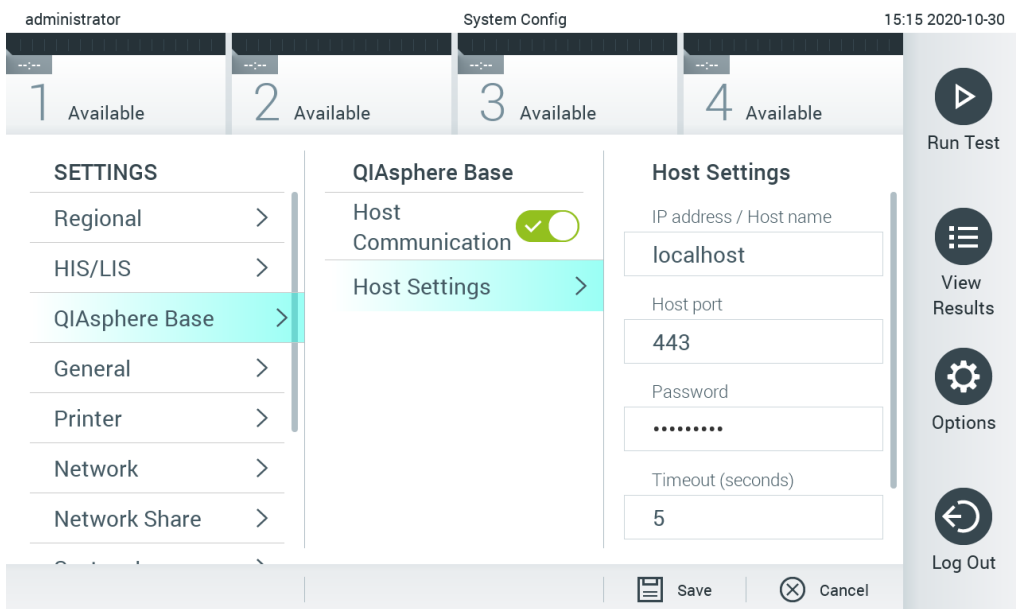 administrator
System Config
15:15 2020-10-30
--:--
--:--
--:--
--:--
1 Available
2 Available
3 Available
4 Available
Run Test
View
Results
Options
Log Out
SETTINGS
Regional
HIS/LIS
QIAsphere Base
General
Printer
Network
Network Share
QIAsphere Base
Host
Communication
Host Settings
Host Settings
IP address / Host name
localhost
Host port
443
Password
•••••••••
Timeout (seconds)
5
Save
Cancel